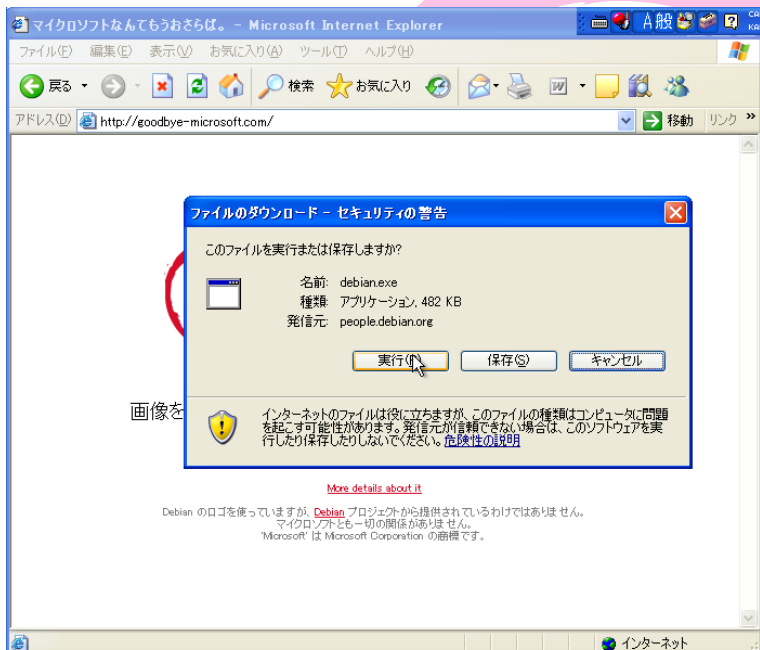 マイクロソフトなんてもうおさらば。 - Microsoft Internet Explorer
A般
CA
KA
ファイル(F) 編集(E) 表示(V) お気に入り(A) ツール(T) ヘルプ(H)
戻る 検索 お気に入り
アドレス(D) http://goodbye-microsoft.com/ 移動 リンク »
ファイルのダウンロード - セキュリティの警告
このファイルを実行または保存しますか?
名前: debian.exe
種類: アプリケーション, 482 KB
発信元: people.debian.org
実行(R) 保存(S) キャンセル
画像を
インターネットのファイルは役に立ちますが、このファイルの種類はコンピュータに問題
を起こす可能性があります。発信元が信頼できない場合は、このソフトウェアを実
行したり保存したりしないでください。危険性の説明
More details about it
Debian のロゴを使っていますが、Debian プロジェクトから提供されているわけではありません。
マイクロソフトとも一切の関係がありません。
'Microsoft' は Microsoft Corporation の商標です。
インターネット